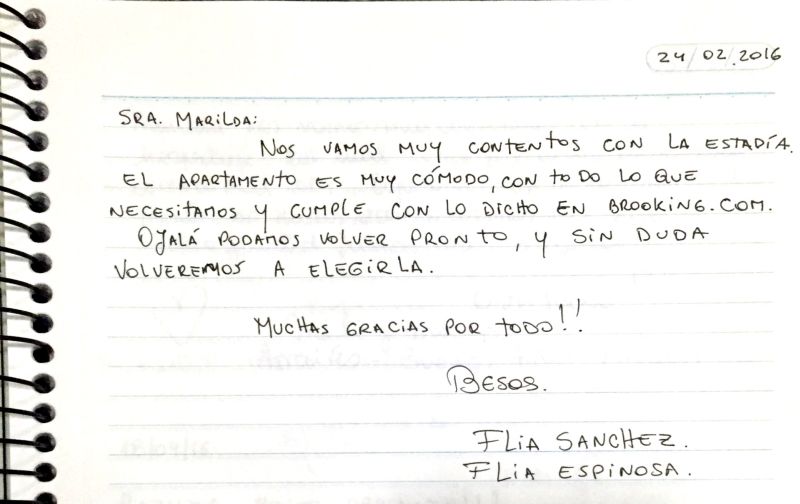 24/02/2016
SRA. MARILDA:
NOS VAMOS MUY CONTENTOS CON LA ESTADÍA.
EL APARTAMENTO ES MUY CÓMODO, CON TODO LO QUE
NECESITAMOS Y CUMPLE CON LO DICHO EN BROOKING.COM.
OJALÁ PODAMOS VOLVER PRONTO, Y SIN DUDA
VOLVEREMOS A ELEGIRLA.
MUCHAS GRACIAS POR TODO!!
BESOS.
FLIA SANCHEZ.
FLIA ESPINOSA.